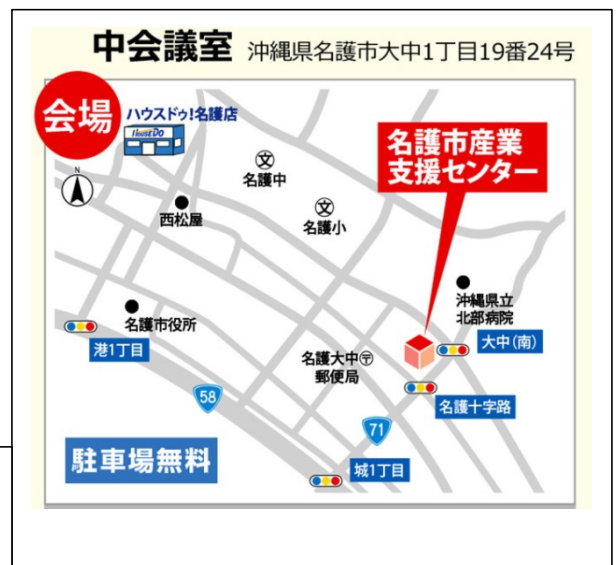 中会議室 沖縄県名護市大中1丁目19番24号
会場
ハウスドゥ!名護店
House Do
N
文
名護中
文
名護小
名護市産業
支援センター
西松屋
沖縄県立
北部病院
名護市役所
港1丁目
大中(南)
名護大中〒
郵便局
名護十字路
58
71
駐車場無料
城1丁目